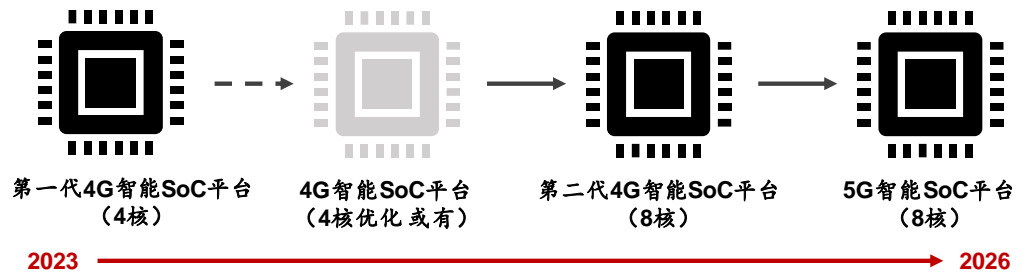 第一代4G智能SoC平台
（4核）
4G智能SoC平台
（4核优化 或有）
第二代4G智能SoC平台
（8核）
5G智能SoC平台
（8核）
2023
2026